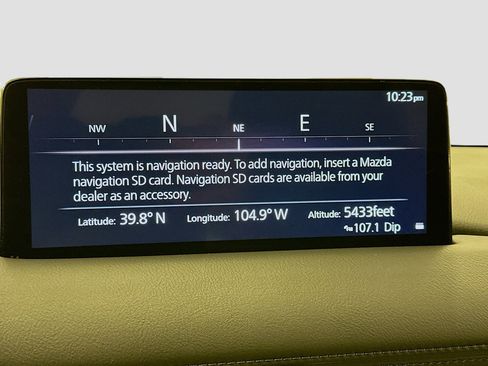 10:23pm
NW N NE E SE
This system is navigation ready. To add navigation, insert a Mazda
navigation SD card. Navigation SD cards are available from your
dealer as an accessory.
Latitude: 39.8° N Longitude: 104.9° W Altitude: 5433feet
107.1 Dip